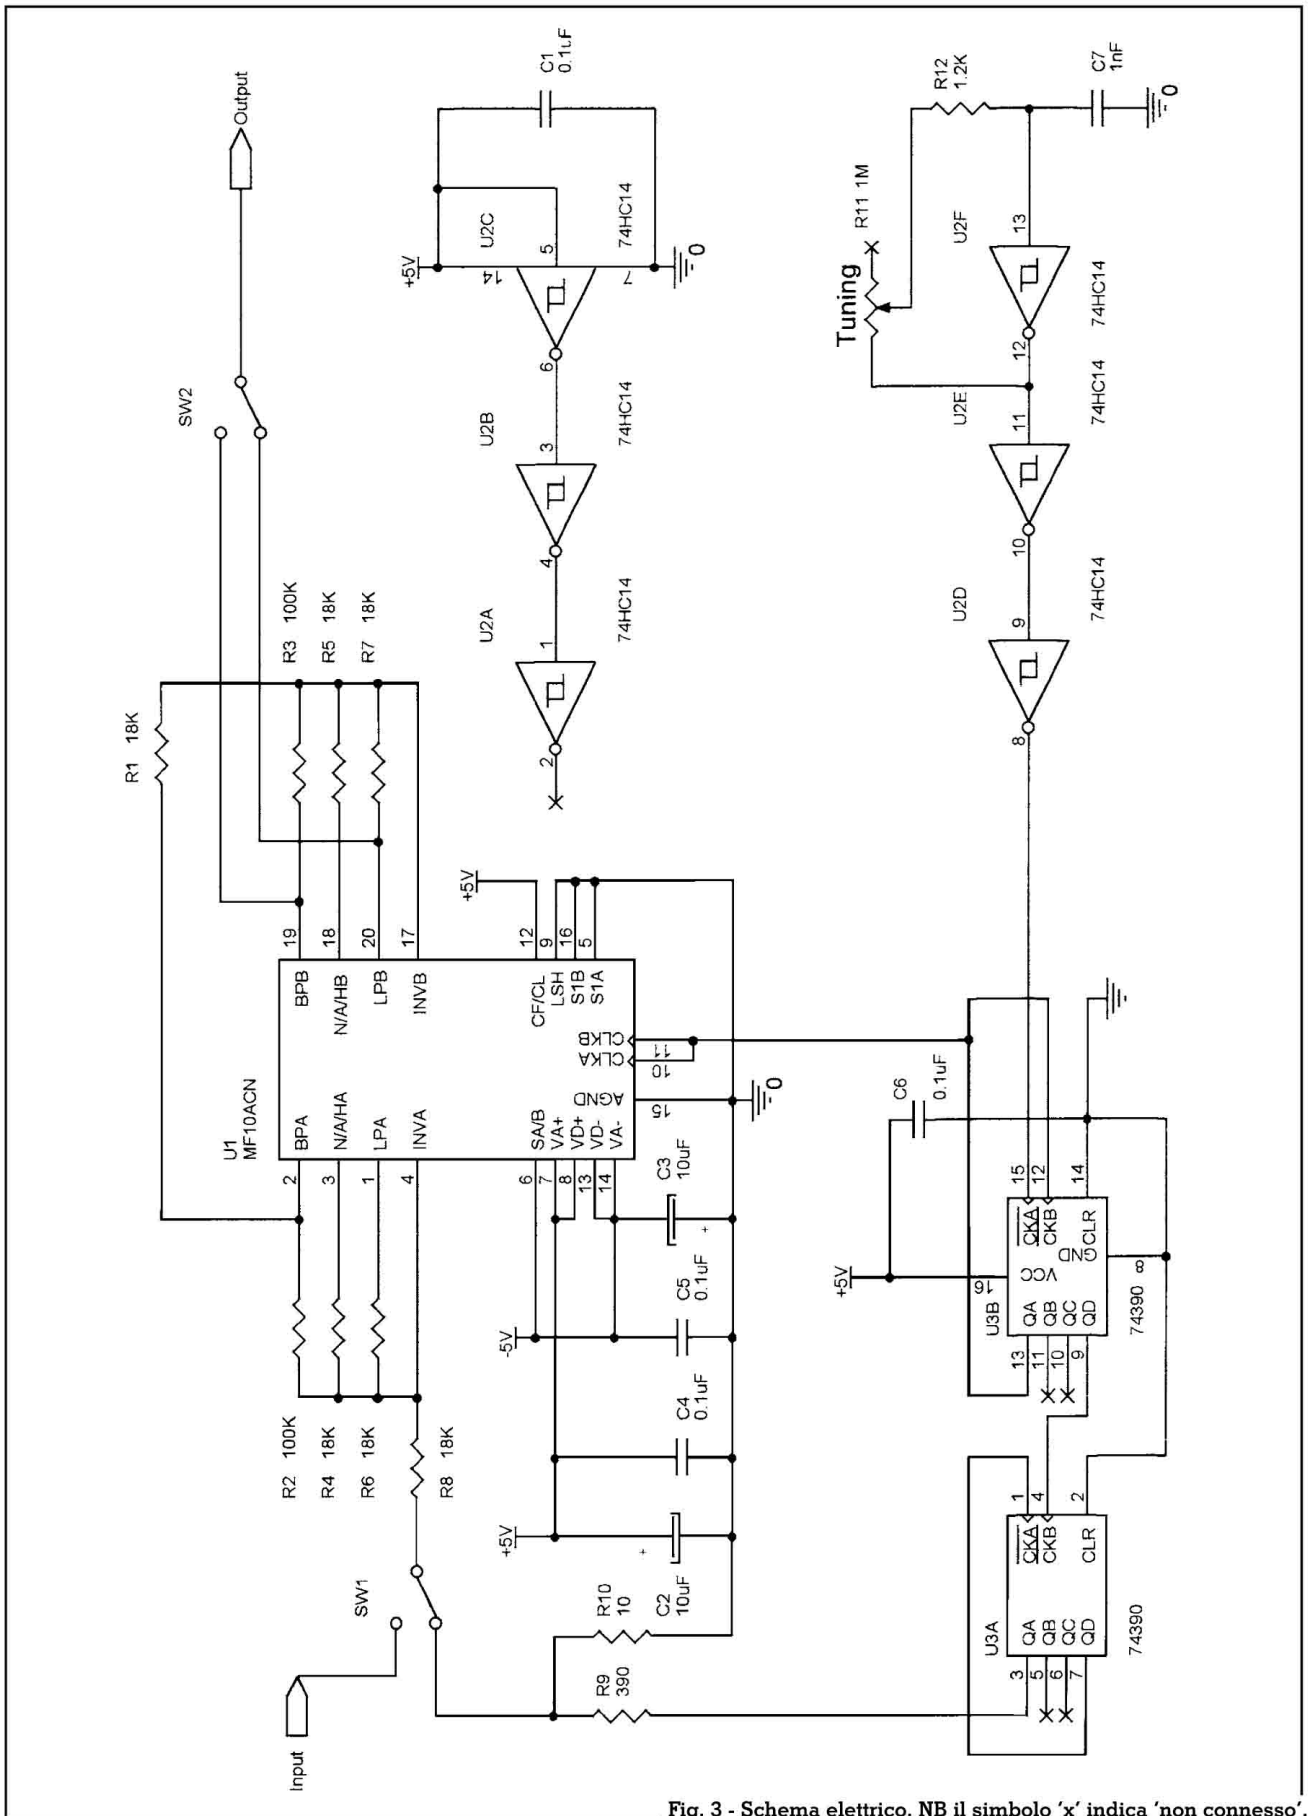 Output
SW2
R1 18K
R3 100K
R5 18K
R7 18K
BPB
N/A/HB
LPB
INVB
19
18
20
17
U1
MF10ACN
BPA
N/A/HA
LPA
INVA
2
3
1
4
R2 100K
R4 18K
R6 18K
R8 18K
SW1
Input
CF/CL
LSH
S1B
S1A
12
9
16
5
+5V
CLKB
CLKA
11
10
AGND
15
0
SA/B
VA+
VD+
VD-
VA-
6
7
8
13
14
C3
10uF
+
C5
0.1uF
-5V
C4
0.1uF
+5V
+
C2
10uF
R10
10
R9
390
C1
+5V
14
U2C
5
7
74HC14
0
6
U2B
3
74HC14
4
U2A
1
74HC14
2
R12
1.2K
C7
1nF
0
R11 1M
Tuning
U2F
13
12
74HC14
U2E
11
74HC14
10
U2D
9
74HC14
8
C6
0.1uF
+5V
15
12
14
CKA
CKB
CLR
GND
VCC
16
8
U3B
QA
QB
QC
QD
74390
13
11
10
9
1
4
2
CKA
CKB
CLR
U3A
QA
QB
QC
QD
74390
3
5
6
7
Fig. 3 - Schema elettrico. NB il simbolo 'x' indica 'non connesso'.